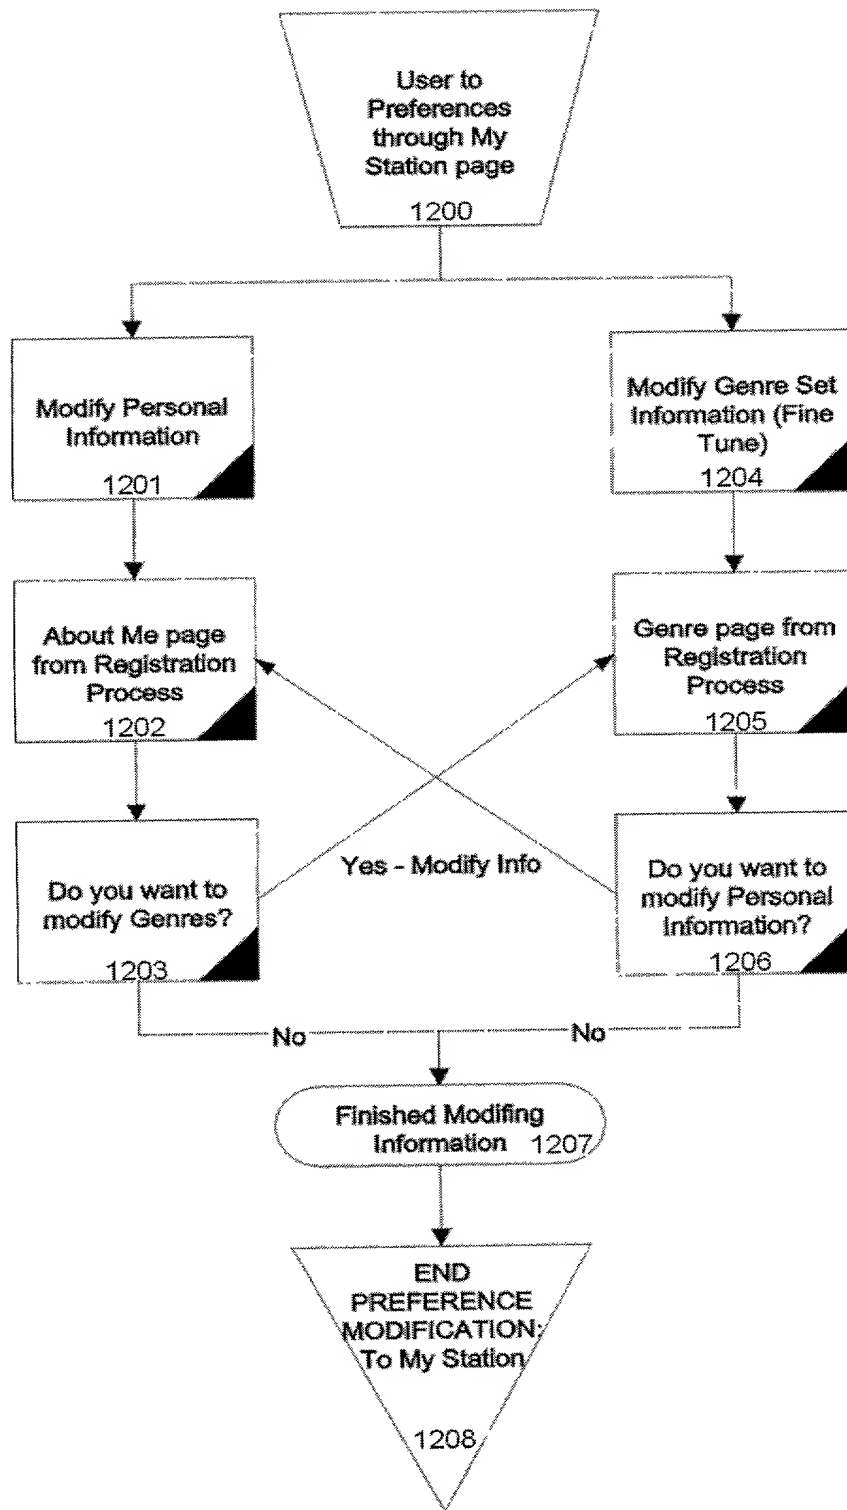 User to
Preferences
through My
Station page
1200
Modify Personal
Information
1201
Modify Genre Set
Information (Fine
Tune)
1204
About Me page
from Registration
Process
1202
Genre page from
Registration
Process
1205
Do you want to
modify Genres?
1203
Yes - Modify Info
Do you want to
modify Personal
Information?
1206
No
No
Finished Modifing
Information 1207
END
PREFERENCE
MODIFICATION:
To My Station
1208